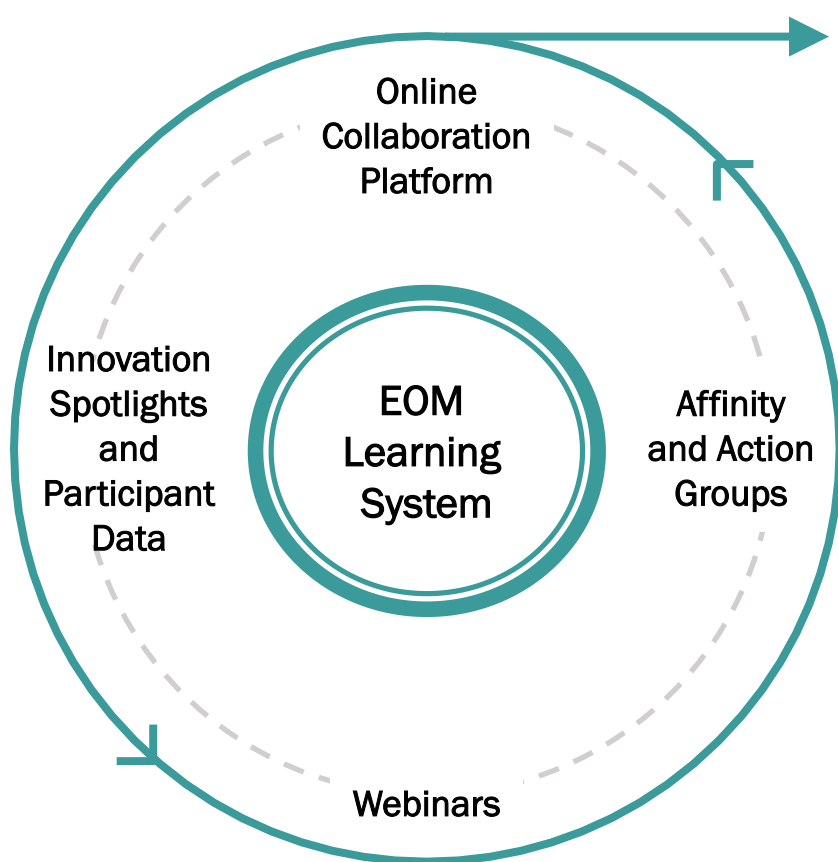 Online
Collaboration
Platform
Innovation
Spotlights
and
Participant
Data
EOM
Learning
System
Affinity
and Action
Groups
Webinars